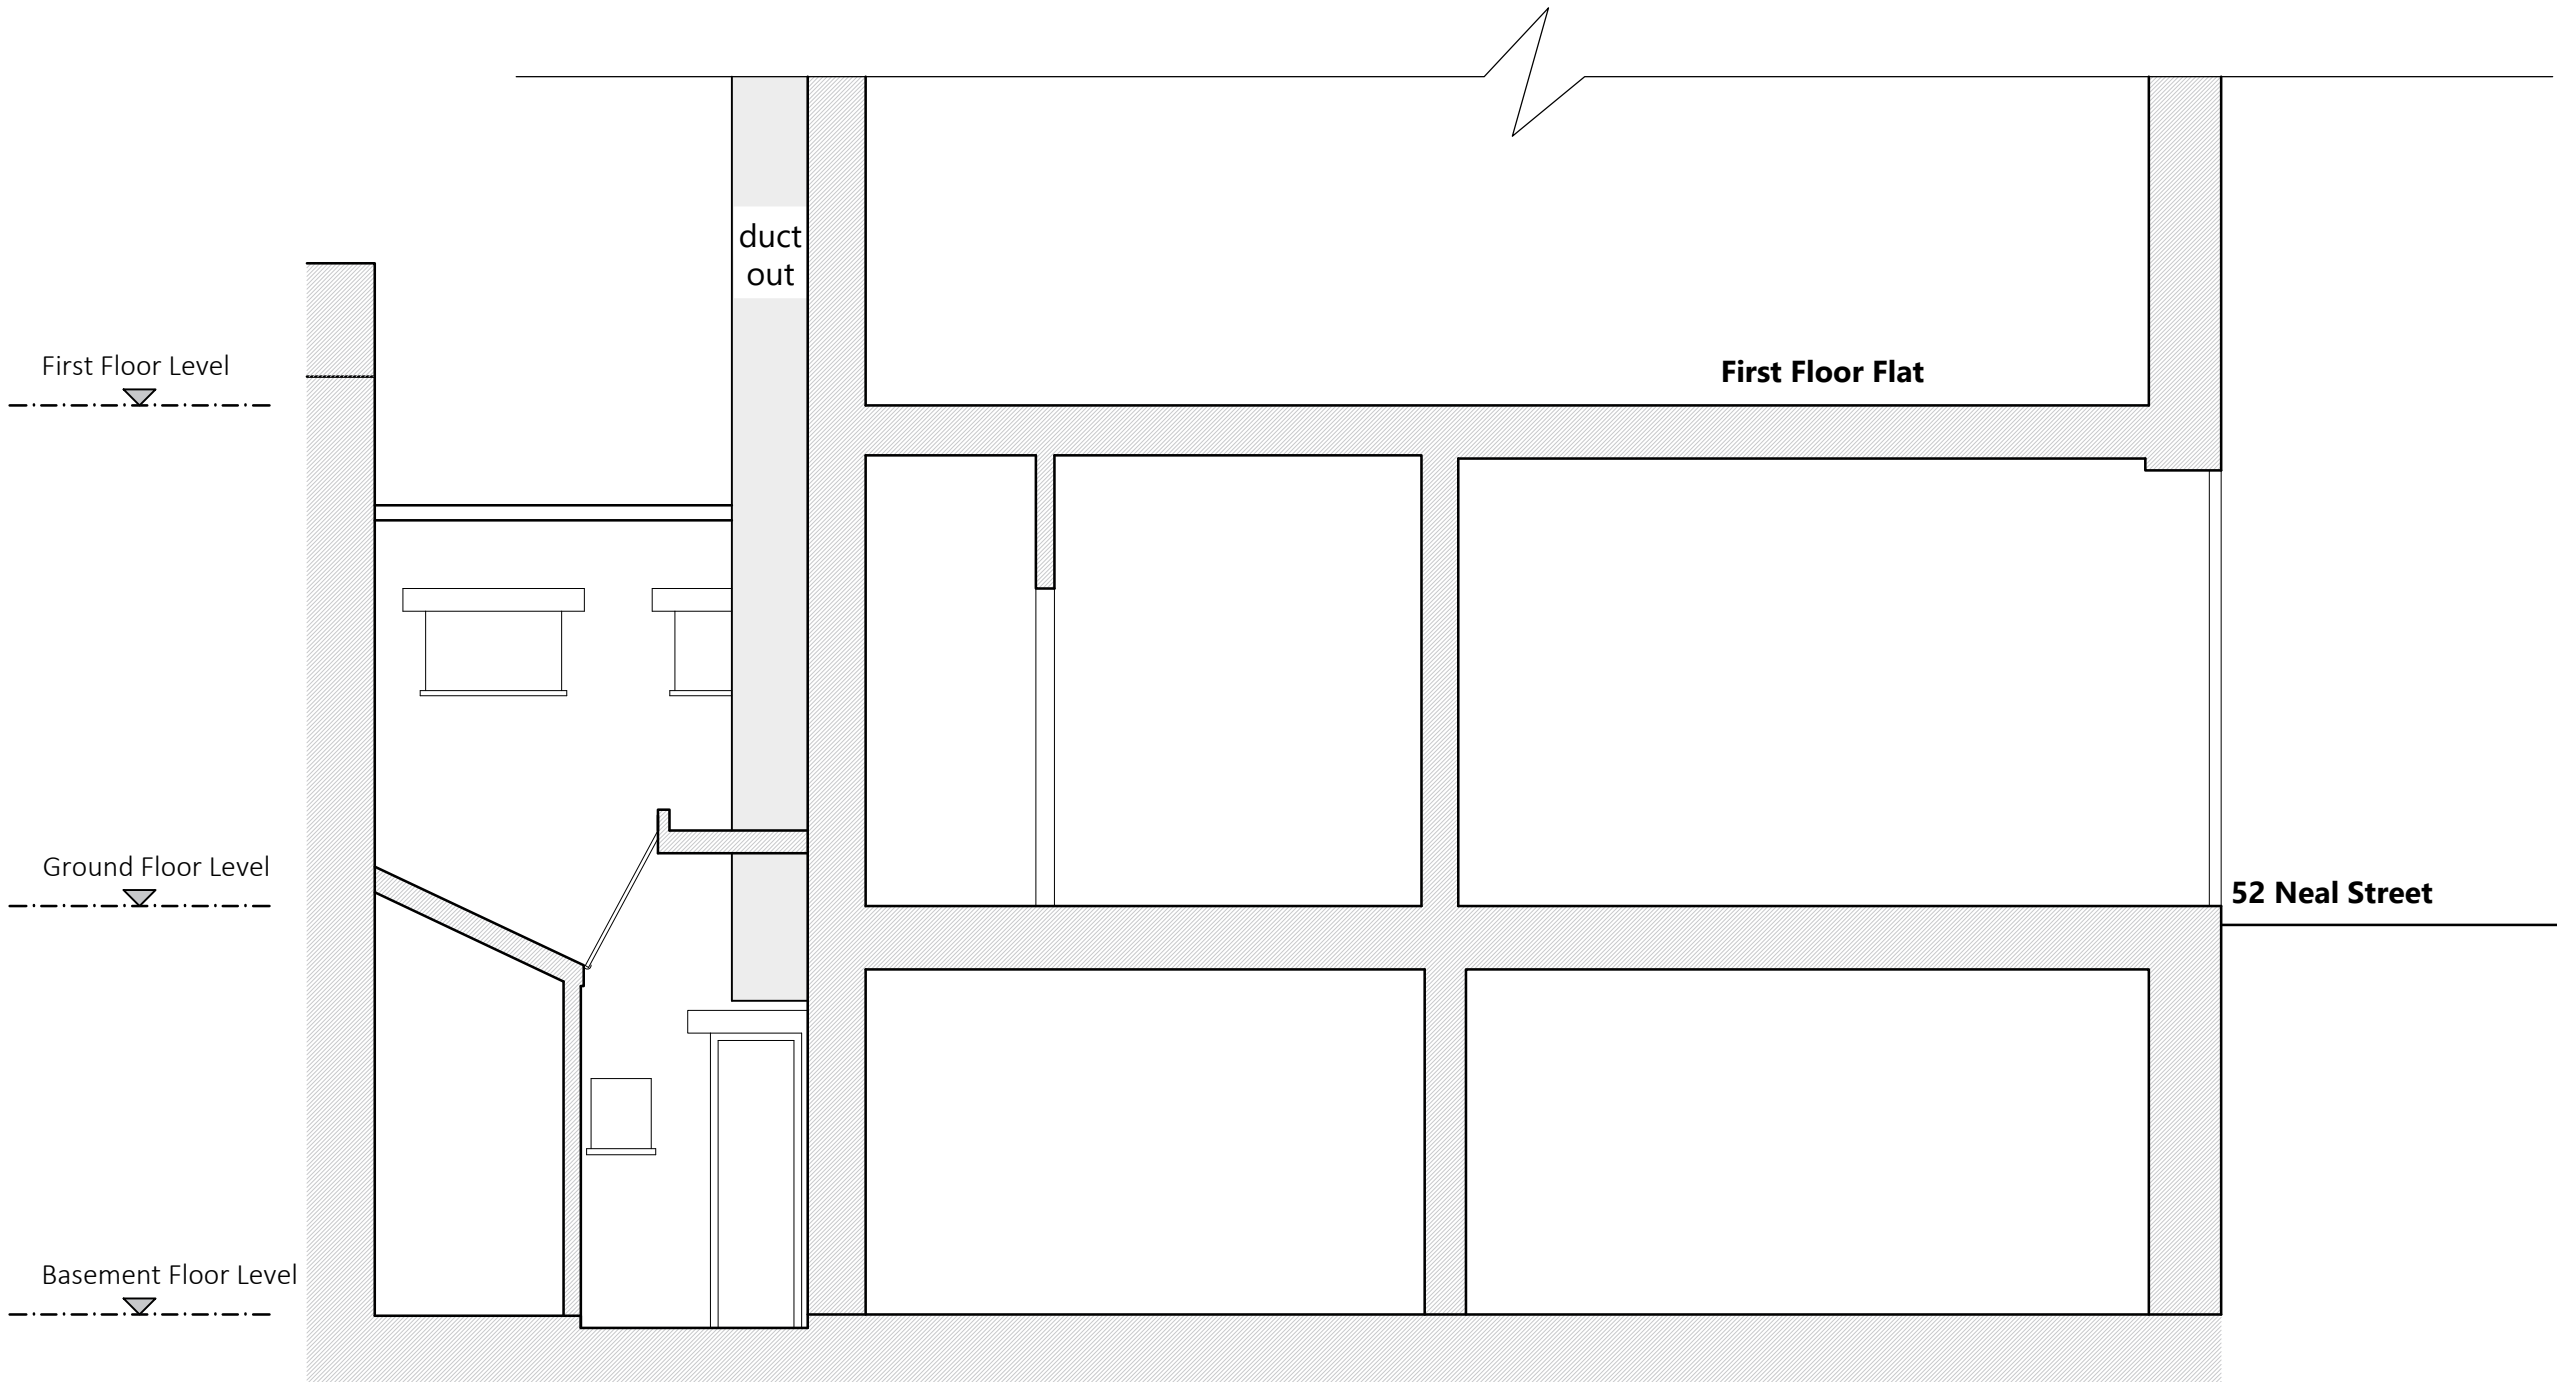 duct
out
First Floor Level
First Floor Flat
Ground Floor Level
52 Neal Street
Basement Floor Level